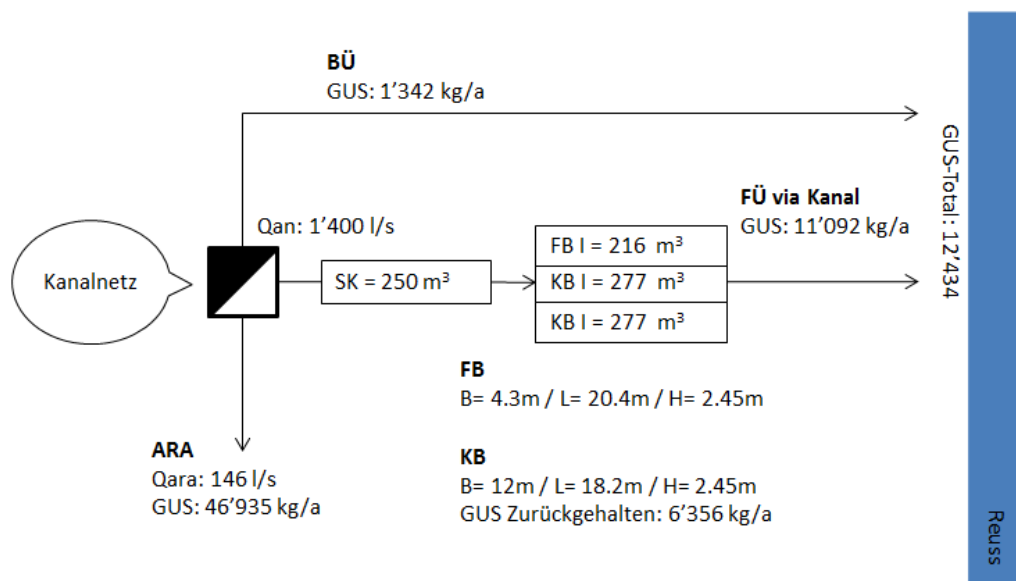 BÜ
GUS: 1’342 kg/a
GUS-Total: 12’434
FÜ via Kanal
GUS: 11’092 kg/a
Qan: 1’400 l/s
Kanalnetz
SK = 250 m³
FB I = 216 m³
KB I = 277 m³
KB I = 277 m³
FB
B= 4.3m / L= 20.4m / H= 2.45m
ARA
Qara: 146 l/s
GUS: 46’935 kg/a
KB
B= 12m / L= 18.2m / H= 2.45m
GUS Zurückgehalten: 6’356 kg/a
Reuss